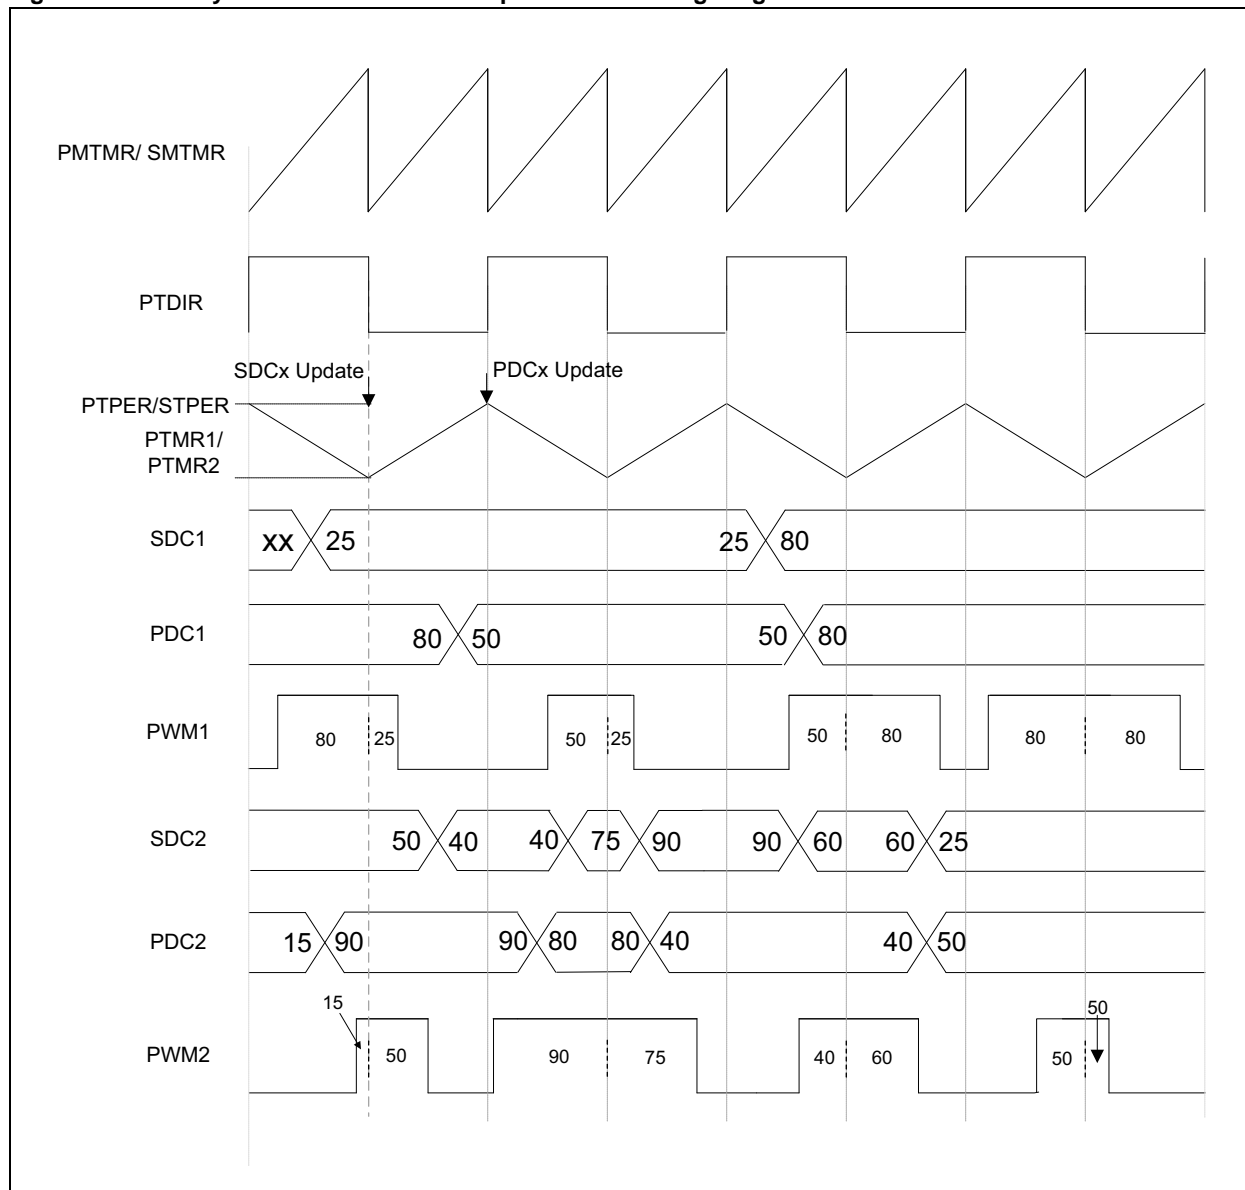 PMTMR/ SMTMR
PTDIR
SDCx Update
PDCx Update
PTPER/STPER
PTMR1/
PTMR2
SDC1
xx 25 25 80
PDC1
80 50 50 80
PWM1
80 25 50 25 50 80 80 80
SDC2
50 40 40 75 90 90 60 60 25
PDC2
15 90 90 80 80 40 40 50
15
50
PWM2
50 90 75 40 60 50